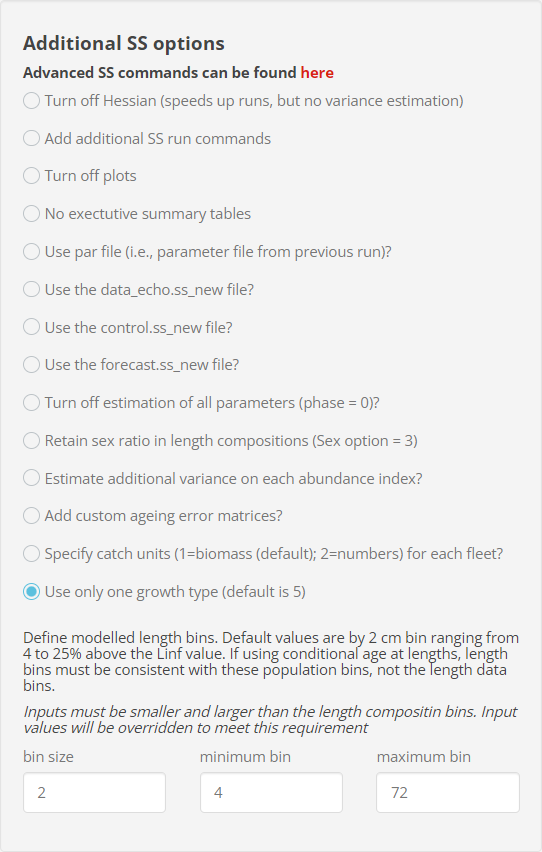 Additional SS options
Advanced SS commands can be found here
Turn off Hessian (speeds up runs, but no variance estimation)
Add additional SS run commands
Turn off plots
No exectutive summary tables
Use par file (i.e., parameter file from previous run)?
Use the data_echo.ss_new file?
Use the control.ss_new file?
Use the forecast.ss_new file?
Turn off estimation of all parameters (phase = 0)?
Retain sex ratio in length compositions (Sex option = 3)
Estimate additional variance on each abundance index?
Add custom ageing error matrices?
Specify catch units (1=biomass (default); 2=numbers) for each fleet?
Use only one growth type (default is 5)
Define modelled length bins. Default values are by 2 cm bin ranging from
4 to 25% above the Linf value. If using conditional age at lengths, length
bins must be consistent with these population bins, not the length data
bins.
Inputs must be smaller and larger than the length compositin bins. Input
values will be overridden to meet this requirement
bin size minimum bin maximum bin
2 4 72